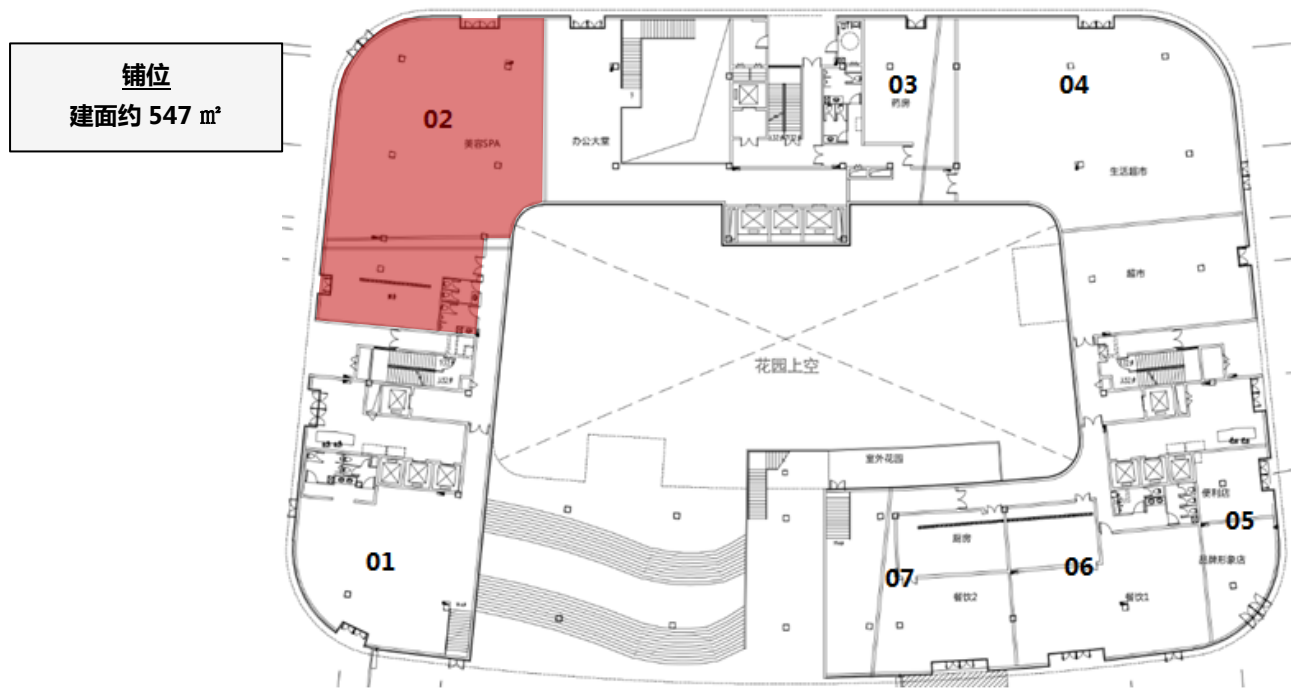 铺位
建面约 547 ㎡
02
美容SPA
办公大堂
03
药房
04
生活超市
超市
花园上空
室外花园
01
便利店
05
品牌形象店
厨房
07
餐饮2
06
餐饮1